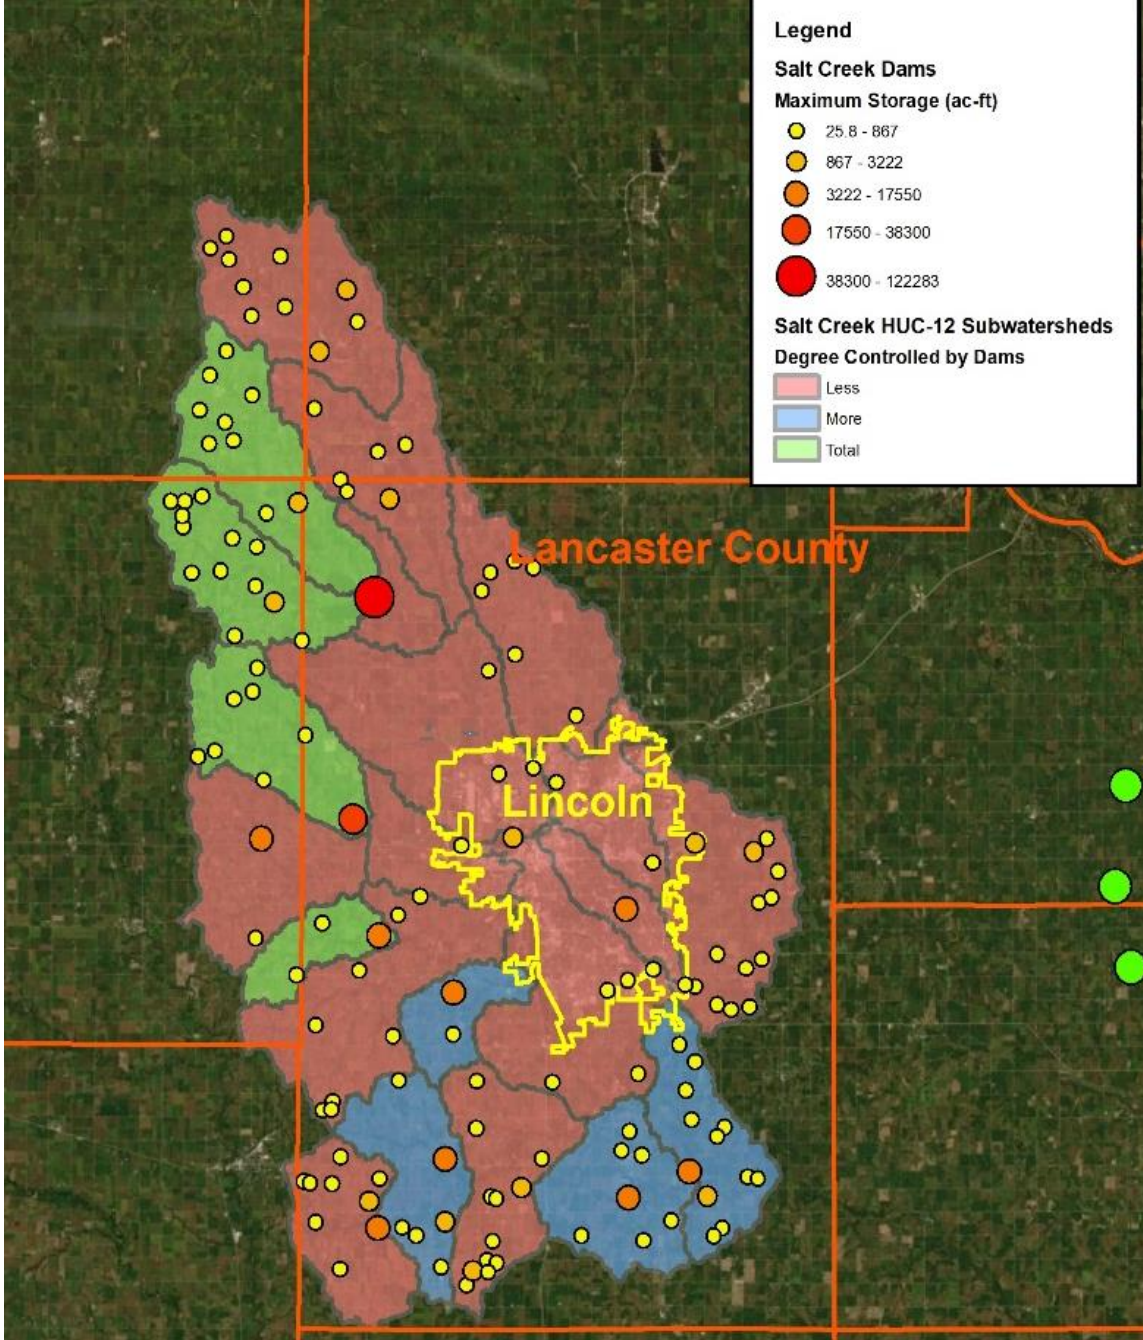 Legend
Salt Creek Dams
Maximum Storage (ac-ft)
25.8 - 867
867 - 3222
3222 - 17550
17550 - 38300
38300 - 122283
Salt Creek HUC-12 Subwatersheds
Degree Controlled by Dams
Less
More
Total
Lancaster County
Lincoln